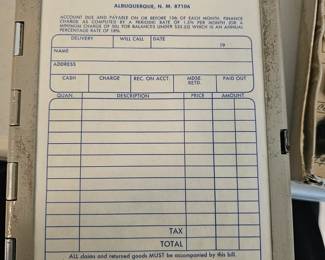 ALBUQUERQUE, N. M. 87106
ACCOUNT DUE AND PAYABLE ON OR BEFORE 10th OF EACH MONTH. FINANCE
CHARGE AS COMPUTED BY A PERIODIC RATE OF 1.5% PER MONTH (OR A
MINIMUM CHARGE OF 50¢ FOR BALANCES UNDER $33.33) WHICH IS AN ANNUAL
PERCENTAGE RATE OF 18%.
DELIVERY WILL CALL DATE 19
NAME
ADDRESS
CASH CHARGE REC. ON ACCT. MDSE. RETD. PAID OUT
QUAN. DESCRIPTION PRICE AMOUNT
TAX
TOTAL
ALL claims and returned goods MUST be accompanied by this bill.